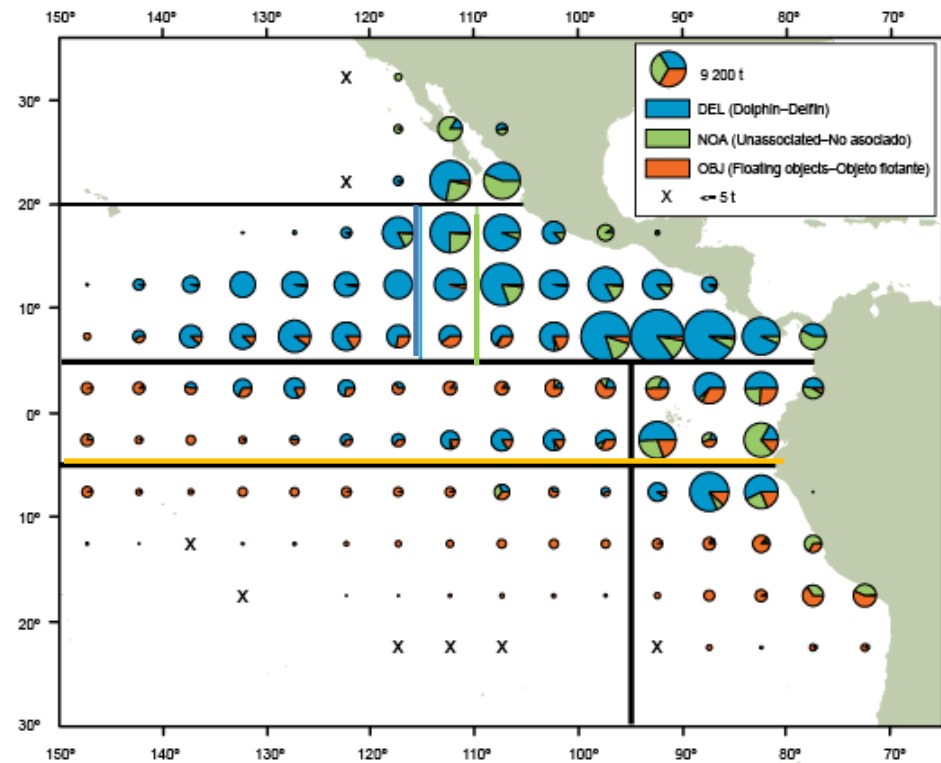 150° 140° 130° 120° 110° 100° 90° 80° 70°
9 200 t
DEL (Dolphin–Delfin)
NOA (Unassociated–No asociado)
OBJ (Floating objects–Objeto flotante)
X <= 5 t
X
30°
X
20°
10°
0°
10°
X
X
20°
X X X X
30°
150° 140° 130° 120° 110° 100° 90° 80° 70°